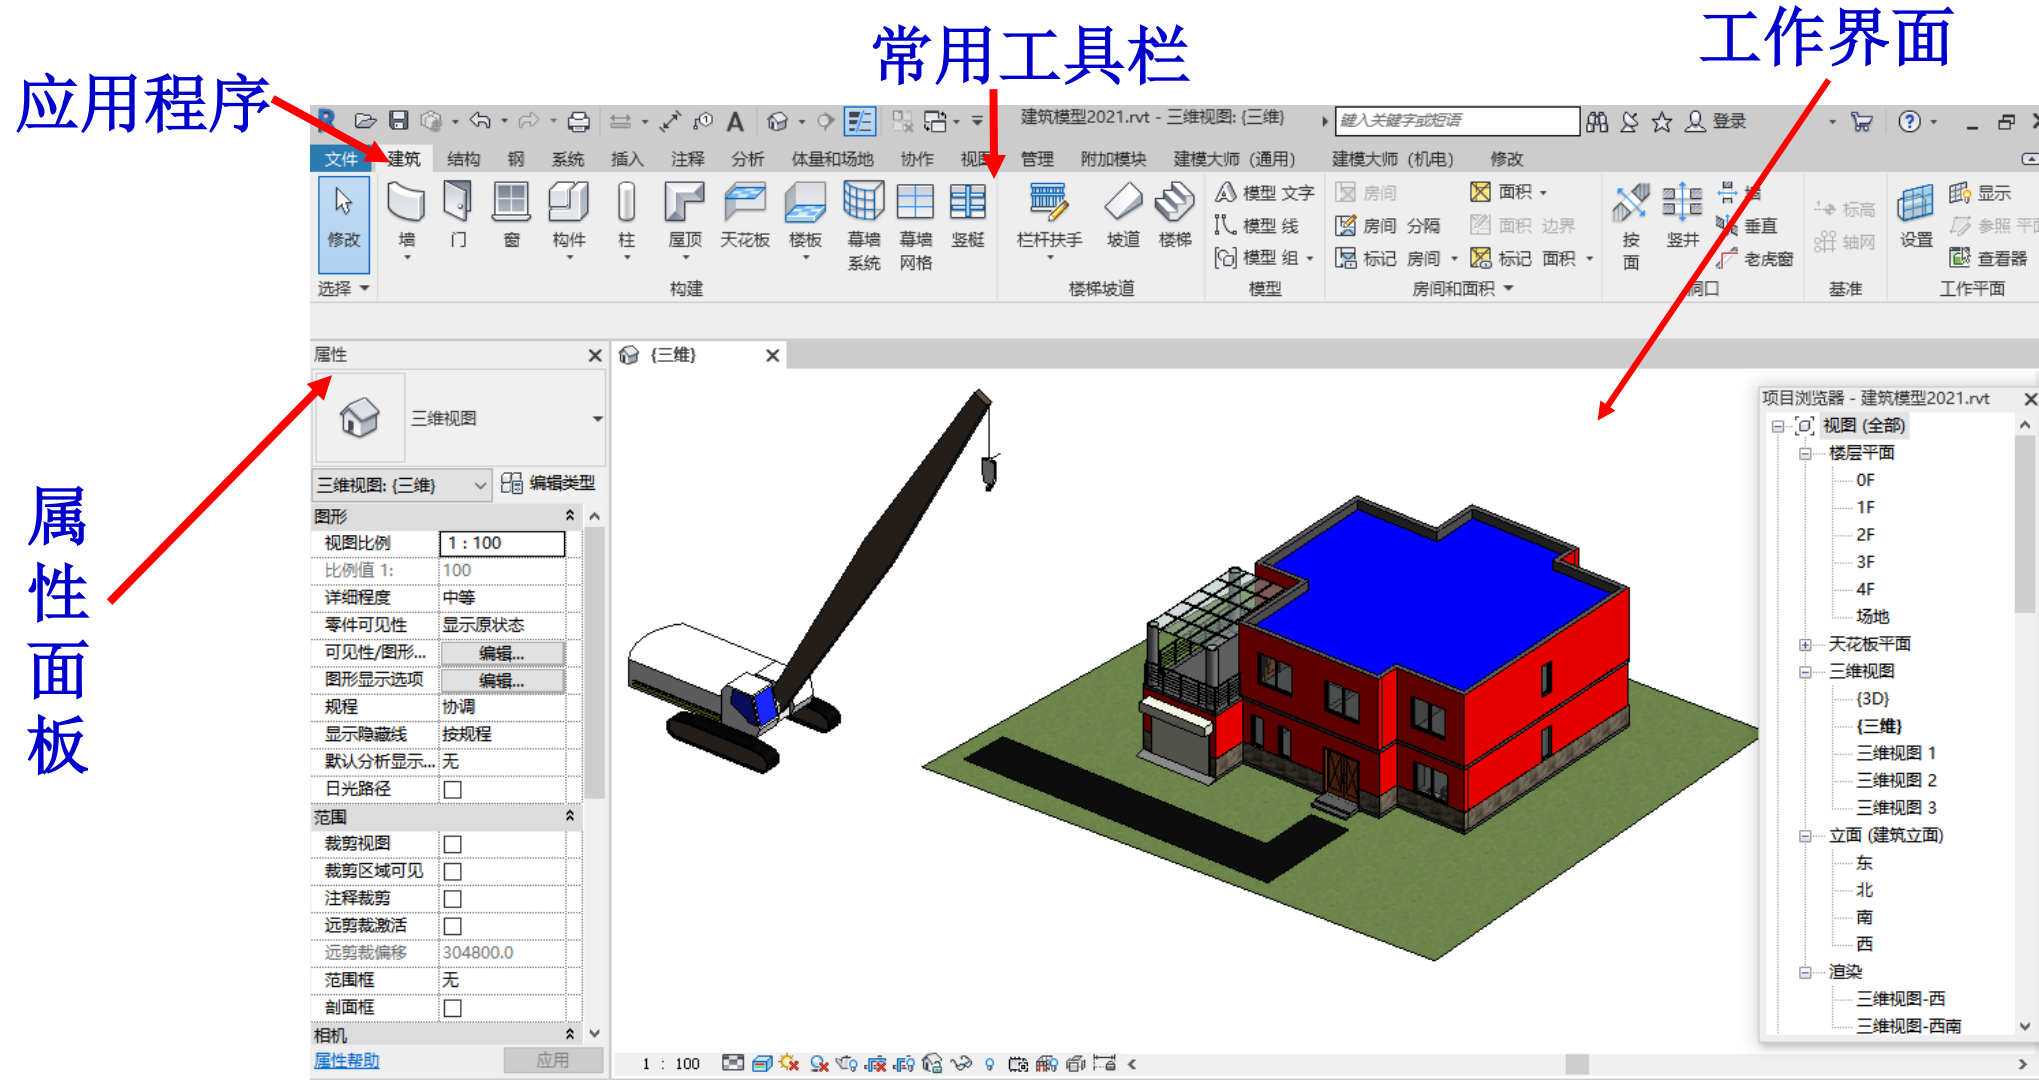 常用工具栏
工作界面
应用程序
属性面板
建筑模型2021.rvt - 三维视图: {三维}
键入关键字或短语
登录
文件 建筑 结构 钢 系统 插入 注释 分析 体量和场地 协作 视图 管理 附加模块 建模大师 (通用) 建模大师 (机电) 修改
修改
墙 门 窗 构件 柱 屋顶 天花板 楼板 幕墙系统 幕墙网格 竖梃
栏杆扶手 坡道 楼梯
模型 文字
模型 线
模型 组
房间
房间 分隔
标记 房间
面积
面积 边界
标记 面积
按面 竖井
墙
垂直
老虎窗
标高
轴网
设置
显示
参照
查看器
选择 构建 楼梯坡道 模型 房间和面积 洞口 基准 工作平面
属性
{三维}
三维视图
三维视图: {三维}
编辑类型
图形
视图比例 1 : 100
比例值 1: 100
详细程度 中等
零件可见性 显示原状态
可见性/图形... 编辑...
图形显示选项 编辑...
规程 协调
显示隐藏线 按规程
默认分析显示... 无
日光路径
范围
裁剪视图
裁剪区域可见
注释裁剪
远剪裁激活
远剪裁偏移 304800.0
范围框 无
剖面框
相机
属性帮助
应用
1 : 100
项目浏览器 - 建筑模型2021.rvt
视图 (全部)
楼层平面
0F
1F
2F
3F
4F
场地
天花板平面
三维视图
{3D}
{三维}
三维视图 1
三维视图 2
三维视图 3
立面 (建筑立面)
东
北
南
西
渲染
三维视图-西
三维视图-西南